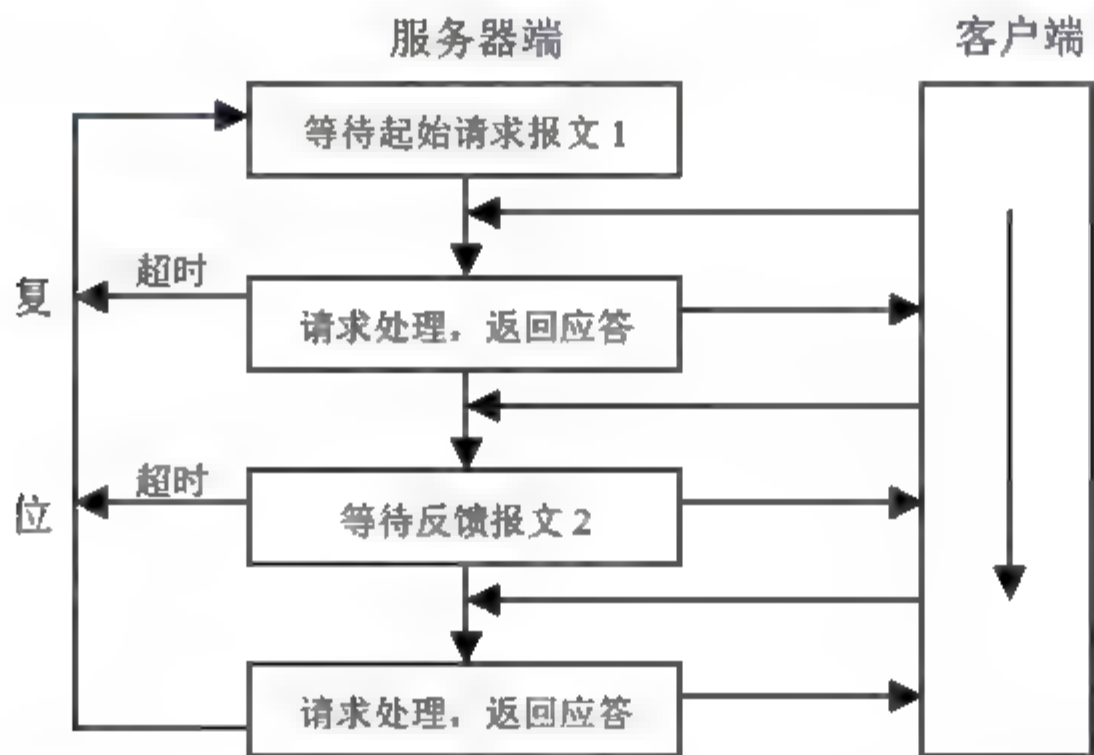 服务器端
客户端
等待起始请求报文 1
超时
复
请求处理，返回应答
超时
位
等待反馈报文 2
请求处理，返回应答